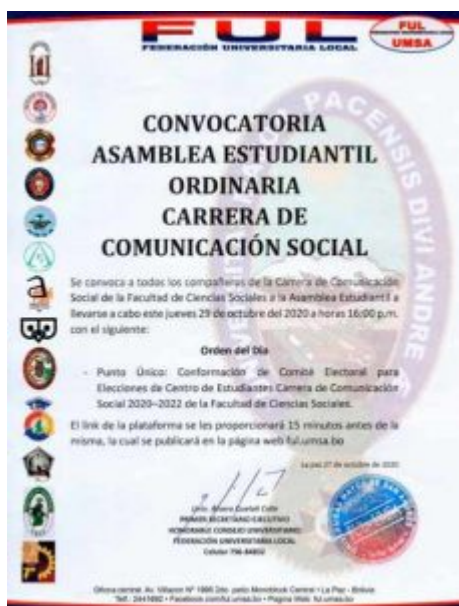 FUL
FEDERACIÓN UNIVERSITARIA LOCAL
FUL
UMSA
CONVOCATORIA
ASAMBLEA ESTUDIANTIL
ORDINARIA
CARRERA DE
COMUNICACIÓN SOCIAL
Se convoca a todos los compañeros de la Carrera de Comunicación
Social de la Facultad de Ciencias Sociales a la Asamblea Estudiantil a
llevarse a cabo este jueves 29 de octubre del 2020 a horas 16:00 p.m.
con el siguiente:
Orden del Día
- Punto Único: Conformación de Comité Electoral para
Elecciones de Centro de Estudiantes Carrera de Comunicación
Social 2020-2022 de la Facultad de Ciencias Sociales.
El link de la plataforma se les proporcionará 15 minutos antes de la
misma, la cual se publicará en la página web ful.umsa.bo
La paz 27 de octubre de 2020
PRIMER SECRETARIO EJECUTIVO
HONORABLE CONSEJO UNIVERSITARIO
FEDERACIÓN UNIVERSITARIA LOCAL
PACENSIS DIVI ANDRE